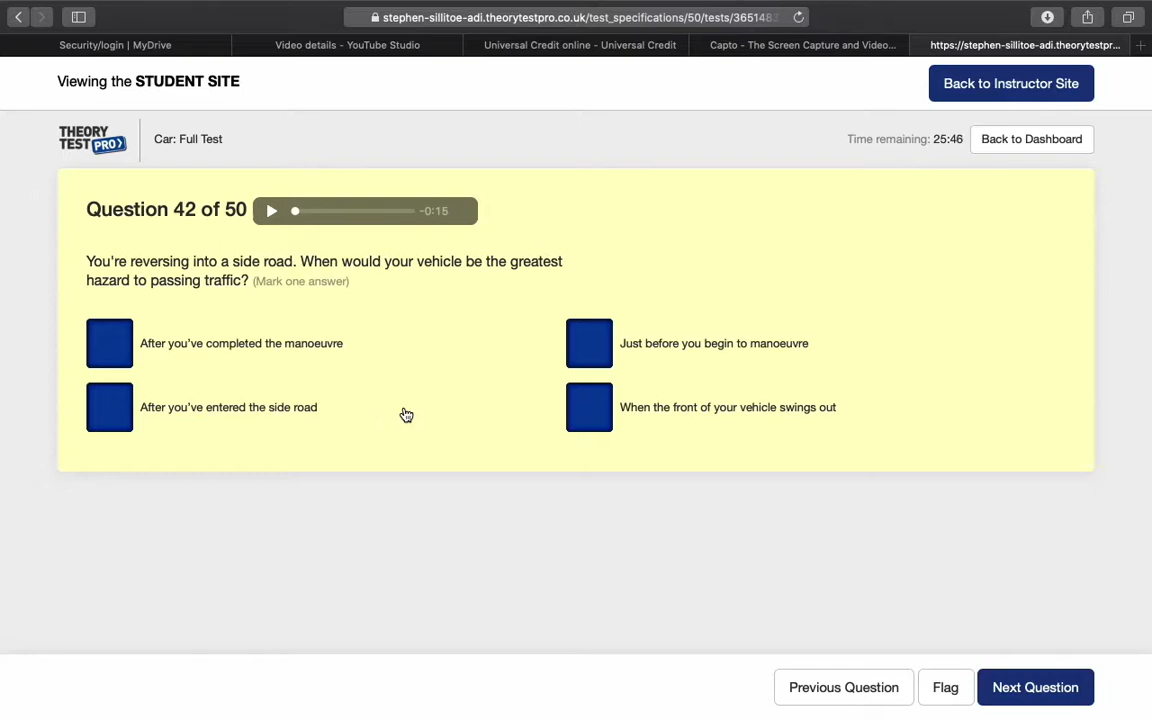 stephen-sillitoe-adi.theorytestpro.co.uk/test_specifications/50/tests/365148
Security/login | MyDrive
Video details - YouTube Studio
Universal Credit online - Universal Credit
Capto - The Screen Capture and Video...
https://stephen-sillitoe-adi.theorytestpr...
Viewing the STUDENT SITE
Back to Instructor Site
THEORY
TEST PRO
Car: Full Test
Time remaining: 25:46
Back to Dashboard
Question 42 of 50
-0:15
You're reversing into a side road. When would your vehicle be the greatest
hazard to passing traffic? (Mark one answer)
After you've completed the manoeuvre
Just before you begin to manoeuvre
After you've entered the side road
When the front of your vehicle swings out
Previous Question
Flag
Next Question